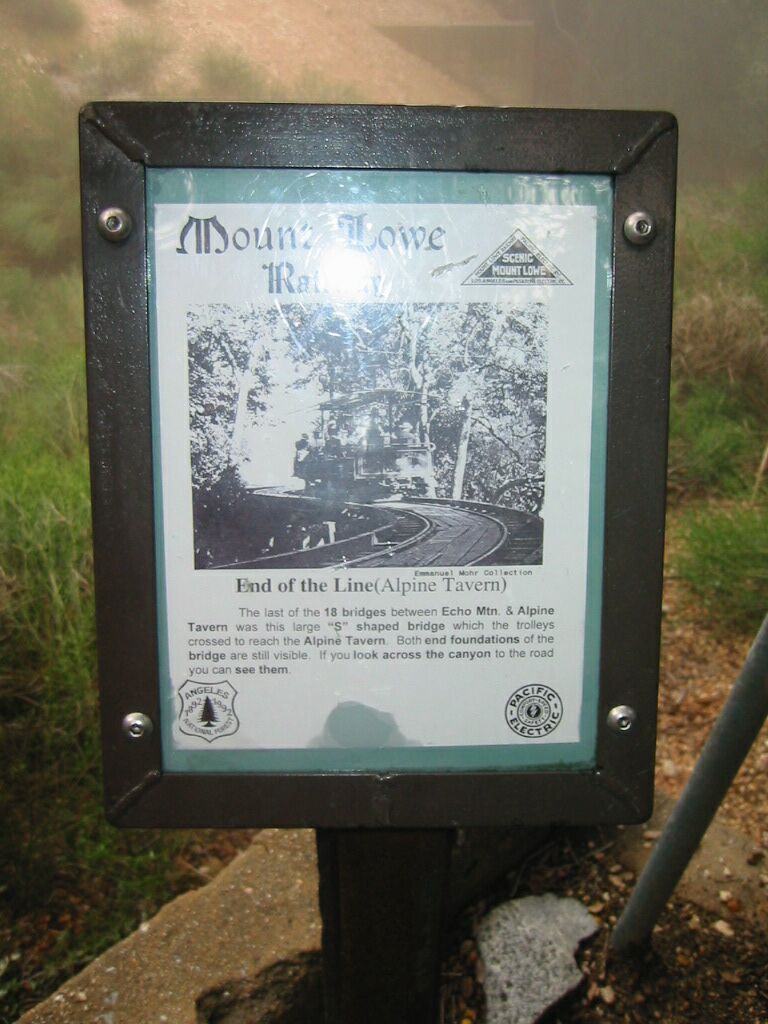 Mount Lowe
Railway
SCENIC
MOUNT LOWE
Emmanuel Mohr Collection
End of the Line(Alpine Tavern)
The last of the 18 bridges between Echo Mtn. & Alpine
Tavern was this large "S" shaped bridge which the trolleys
crossed to reach the Alpine Tavern. Both end foundations of the
bridge are still visible. If you look across the canyon to the road
you can see them.
ANGELES
1892 1992
NATIONAL FOREST
PACIFIC
ELECTRIC